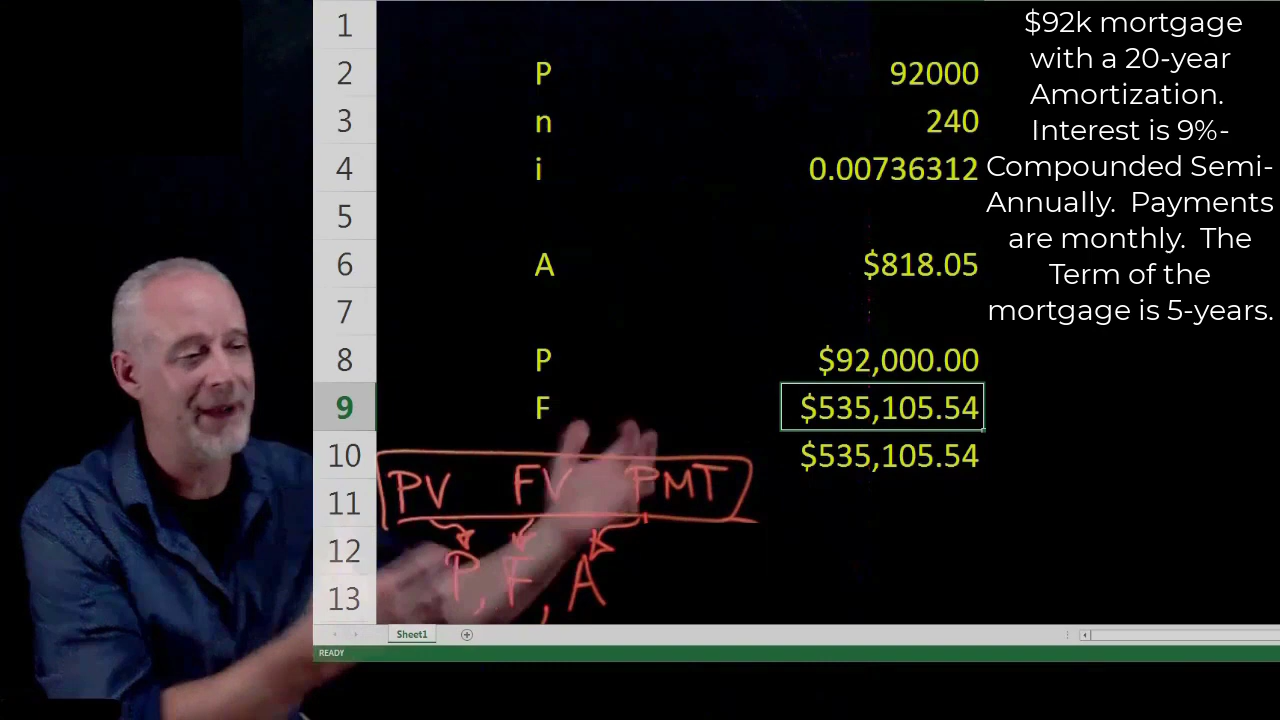 1
2 P 92000
3 n 240
4 i 0.00736312
5
6 A $818.05
7
8 P $92,000.00
9 F $535,105.54
10 $535,105.54
11
12
13
PV FV PMT
P, F, A
Sheet1
READY
$92k mortgage
with a 20-year
Amortization.
Interest is 9%-
Compounded Semi-
Annually. Payments
are monthly. The
Term of the
mortgage is 5-years.